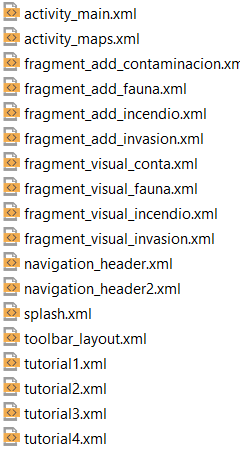 activity_main.xml
activity_maps.xml
fragment_add_contaminacion.xm
fragment_add_fauna.xml
fragment_add_incendio.xml
fragment_add_invasion.xml
fragment_visual_conta.xml
fragment_visual_fauna.xml
fragment_visual_incendio.xml
fragment_visual_invasion.xml
navigation_header.xml
navigation_header2.xml
splash.xml
toolbar_layout.xml
tutorial1.xml
tutorial2.xml
tutorial3.xml
tutorial4.xml